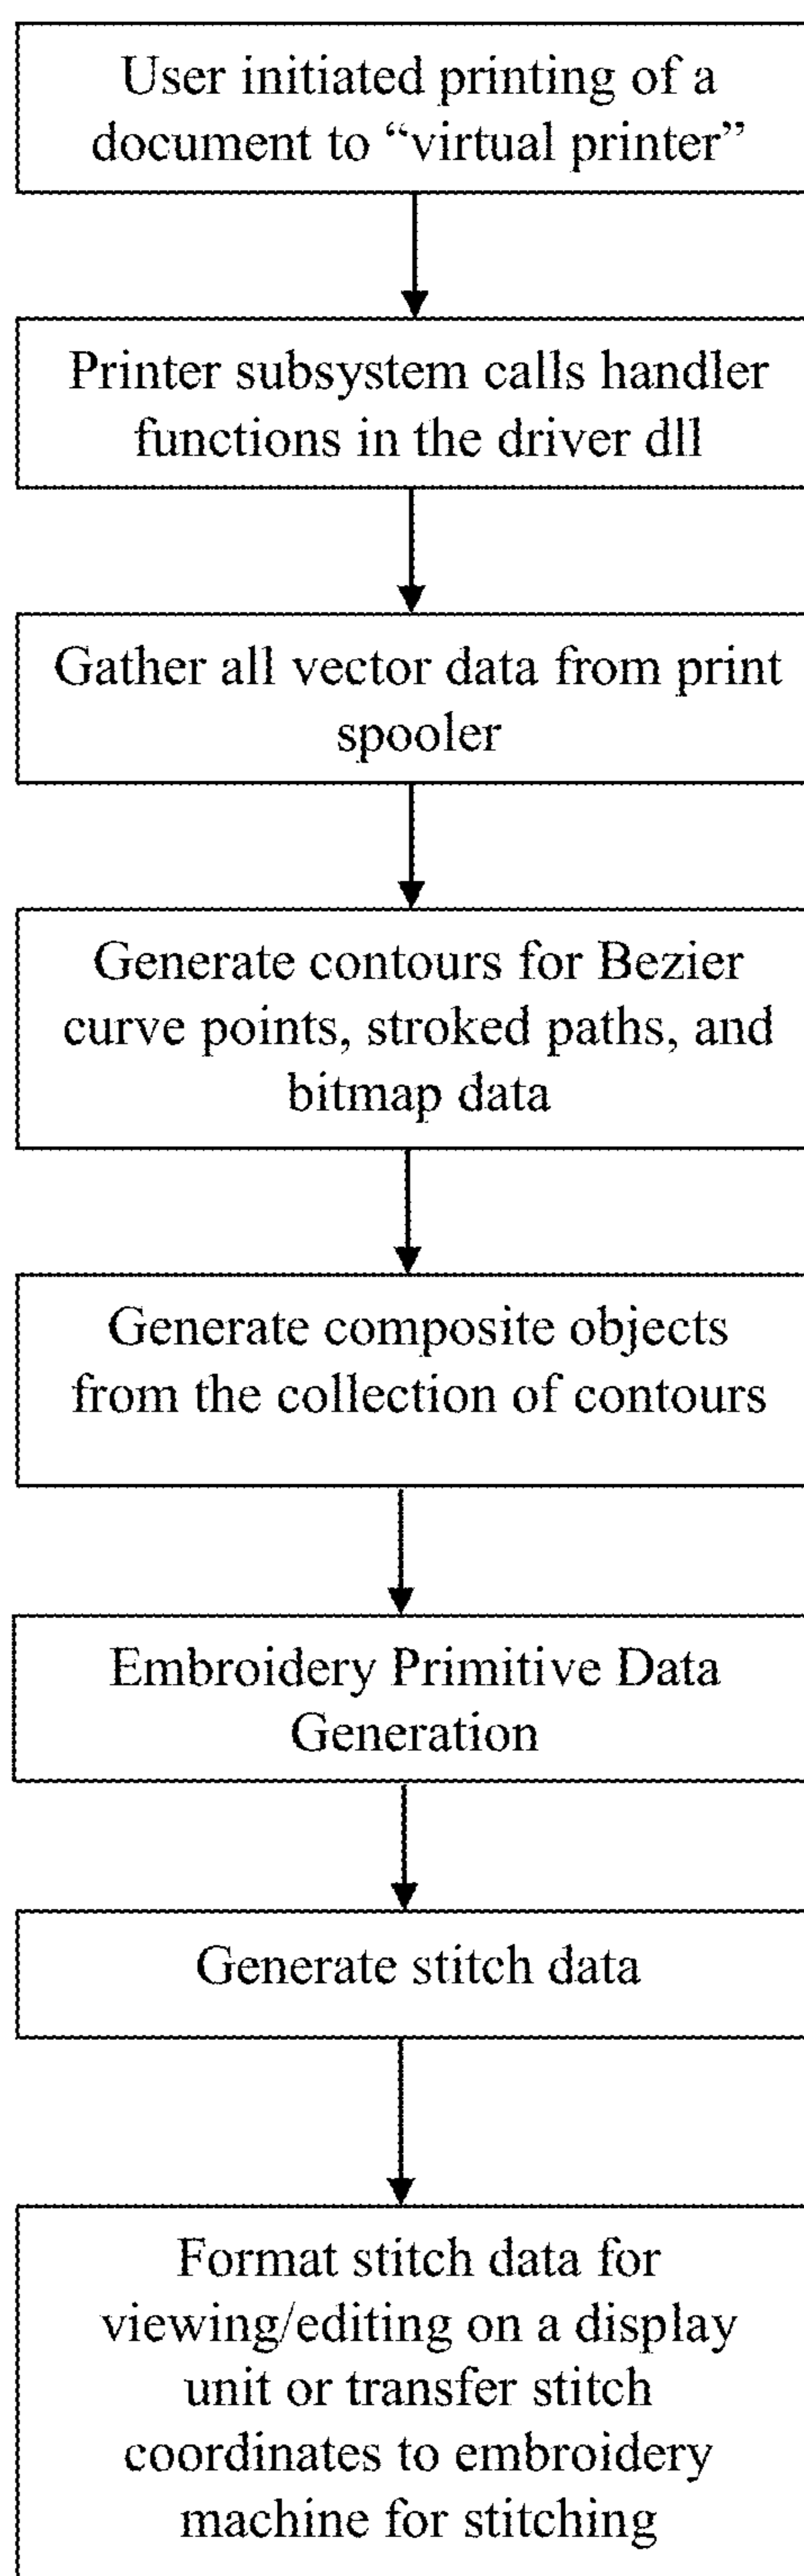 User initiated printing of a
document to “virtual printer”
Printer subsystem calls handler
functions in the driver dll
Gather all vector data from print
spooler
Generate contours for Bezier
curve points, stroked paths, and
bitmap data
Generate composite objects
from the collection of contours
Embroidery Primitive Data
Generation
Generate stitch data
Format stitch data for
viewing/editing on a display
unit or transfer stitch
coordinates to embroidery
machine for stitching